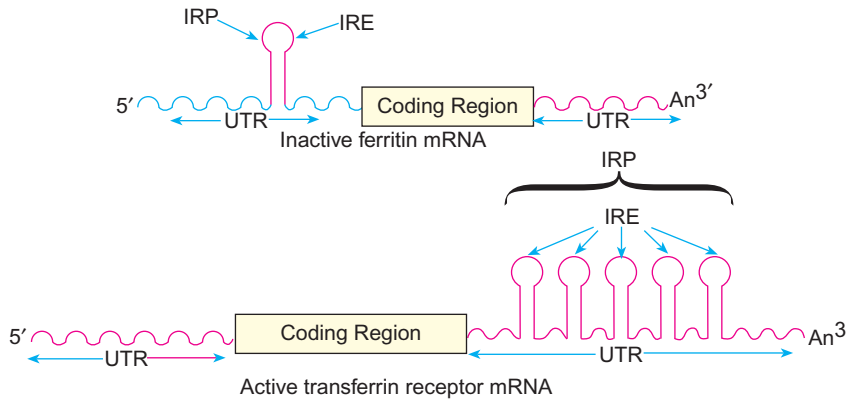 IRP IRE
5′ Coding Region An3′
UTR UTR
Inactive ferritin mRNA
IRP
IRE
5′ Coding Region An3
UTR UTR
Active transferrin receptor mRNA